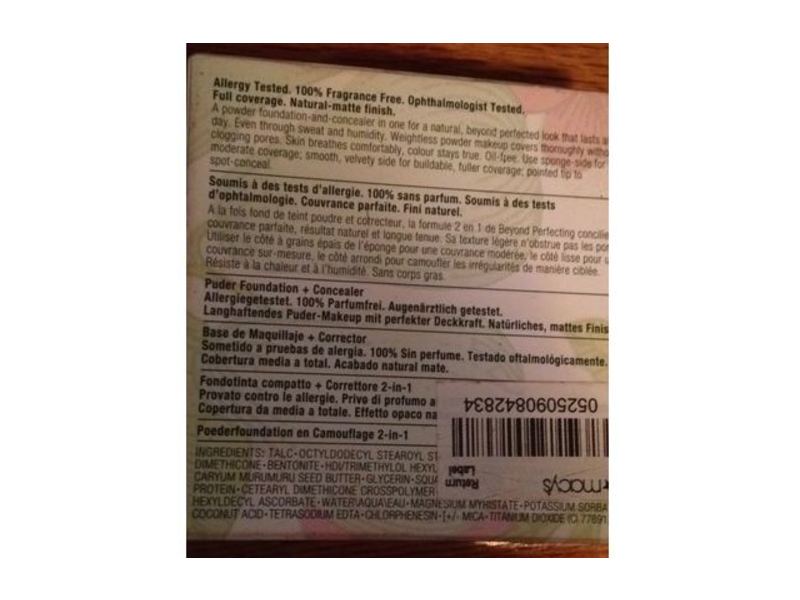 Allergy Tested. 100% Fragrance Free. Ophthalmologist Tested.
Full coverage. Natural-matte finish.
A powder foundation-and-concealer in one for a natural, beyond perfected look that lasts a
day. Even through sweat and humidity. Weightless powder makeup covers thoroughly witho
clogging pores. Skin breathes comfortably, colour stays true. Oil-free. Use sponge-side for
moderate coverage; smooth, velvety side for buildable, fuller coverage; pointed tip to
spot-conceal.
Soumis à des tests d'allergie. 100% sans parfum. Soumis à des tests
d'ophtalmologie. Couvrance parfaite. Fini naturel.
A la fois fond de teint poudre et correcteur, la formule 2 en 1 de Beyond Perfecting concilie
couvrance parfaite, résultat naturel et longue tenue. Sa texture légère n'obstrue pas les por
Utiliser le côté à grains épais de l'éponge pour une couvrance modérée, le côté lisse pour u
couvrance sur-mesure, le côté arrondi pour camoufler les irrégularités de manière ciblée.
Résiste à la chaleur et à l'humidité. Sans corps gras.
Puder Foundation + Concealer
Allergiegetestet. 100% Parfumfrei. Augenärztlich getestet.
Langhaftendes Puder-Makeup mit perfekter Deckkraft. Natürliches, mattes Finis
Base de Maquillaje + Corrector
Sometido a pruebas de alergia. 100% Sin perfume. Testado oftalmológicamente.
Cobertura media a total. Acabado natural mate.
Fondotinta compatto + Correttore 2-in-1
Provato contro le allergie. Privo di profumo a
Copertura da media a totale. Effetto opaco na
Poederfoundation en Camouflage 2-in-1
INGREDIENTS: TALC•OCTYLDODECYL STEAROYL ST
DIMETHICONE•BENTONITE•HDI/TRIMETHYLOL HEXYL
CARYUM MURUMURU SEED BUTTER•GLYCERIN•SQUA
PROTEIN•CETEARYL DIMETHICONE CROSSPOLYMER
HEXYLDECYL ASCORBATE•WATER\AQUA\EAU•MAGNESIUM MYRISTATE•POTASSIUM SORBA
COCONUT ACID•TETRASODIUM EDTA•CHLORPHENESIN•[+/- MICA•TITANIUM DIOXIDE (CI 77891
macy's
Return
Label
0525090842834